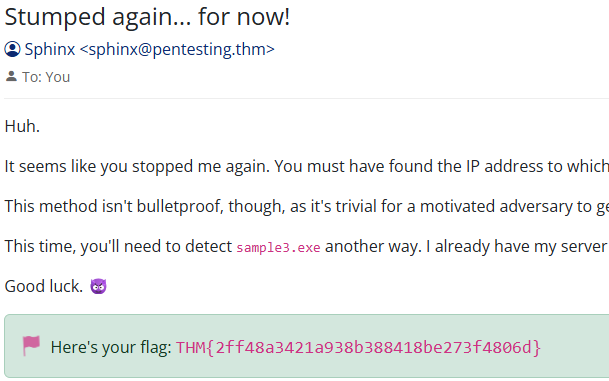 Stumped again... for now!
Sphinx <sphinx@pentesting.thm>
To: You
Huh.
It seems like you stopped me again. You must have found the IP address to which
This method isn't bulletproof, though, as it's trivial for a motivated adversary to ge
This time, you'll need to detect sample3.exe another way. I already have my server
Good luck. 😈
Here's your flag: THM{2ff48a3421a938b388418be273f4806d}